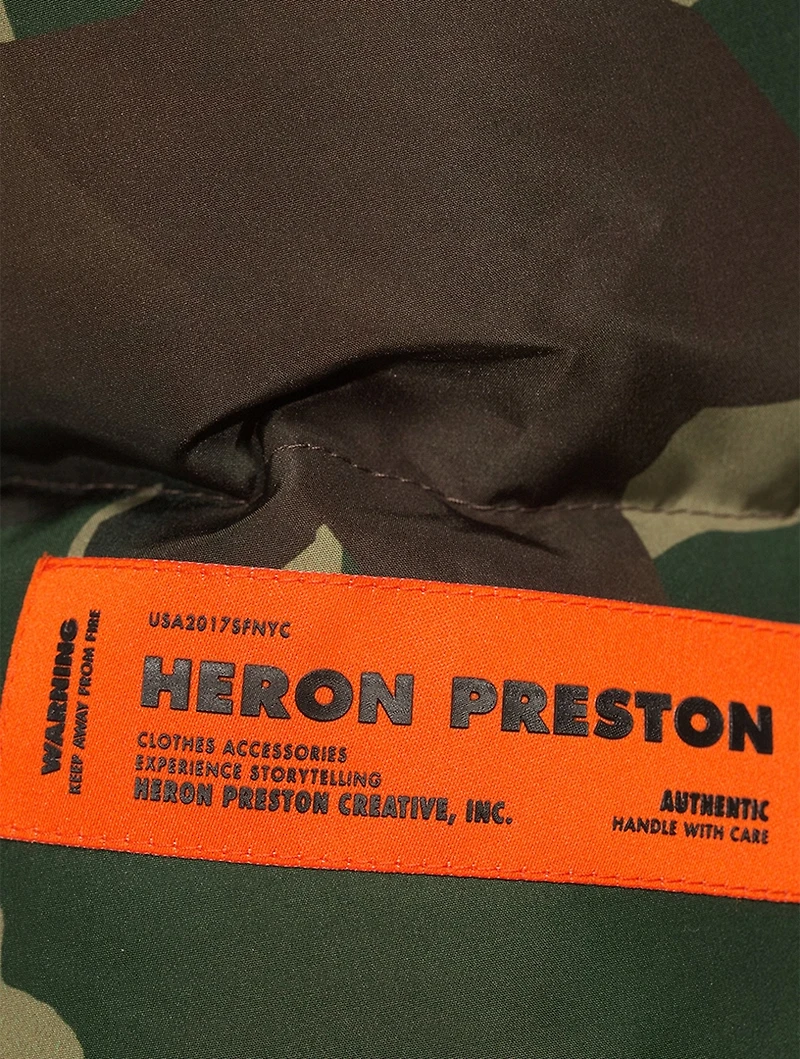 WARNING
KEEP AWAY FROM FIRE
USA2017SFNYC
HERON PRESTON
CLOTHES ACCESSORIES
EXPERIENCE STORYTELLING
HERON PRESTON CREATIVE, INC.
AUTHENTIC
HANDLE WITH CARE